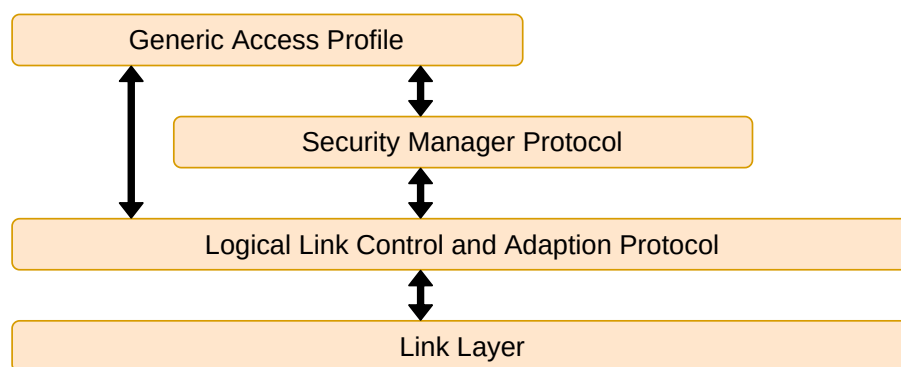 Generic Access Profile
Security Manager Protocol
Logical Link Control and Adaption Protocol
Link Layer